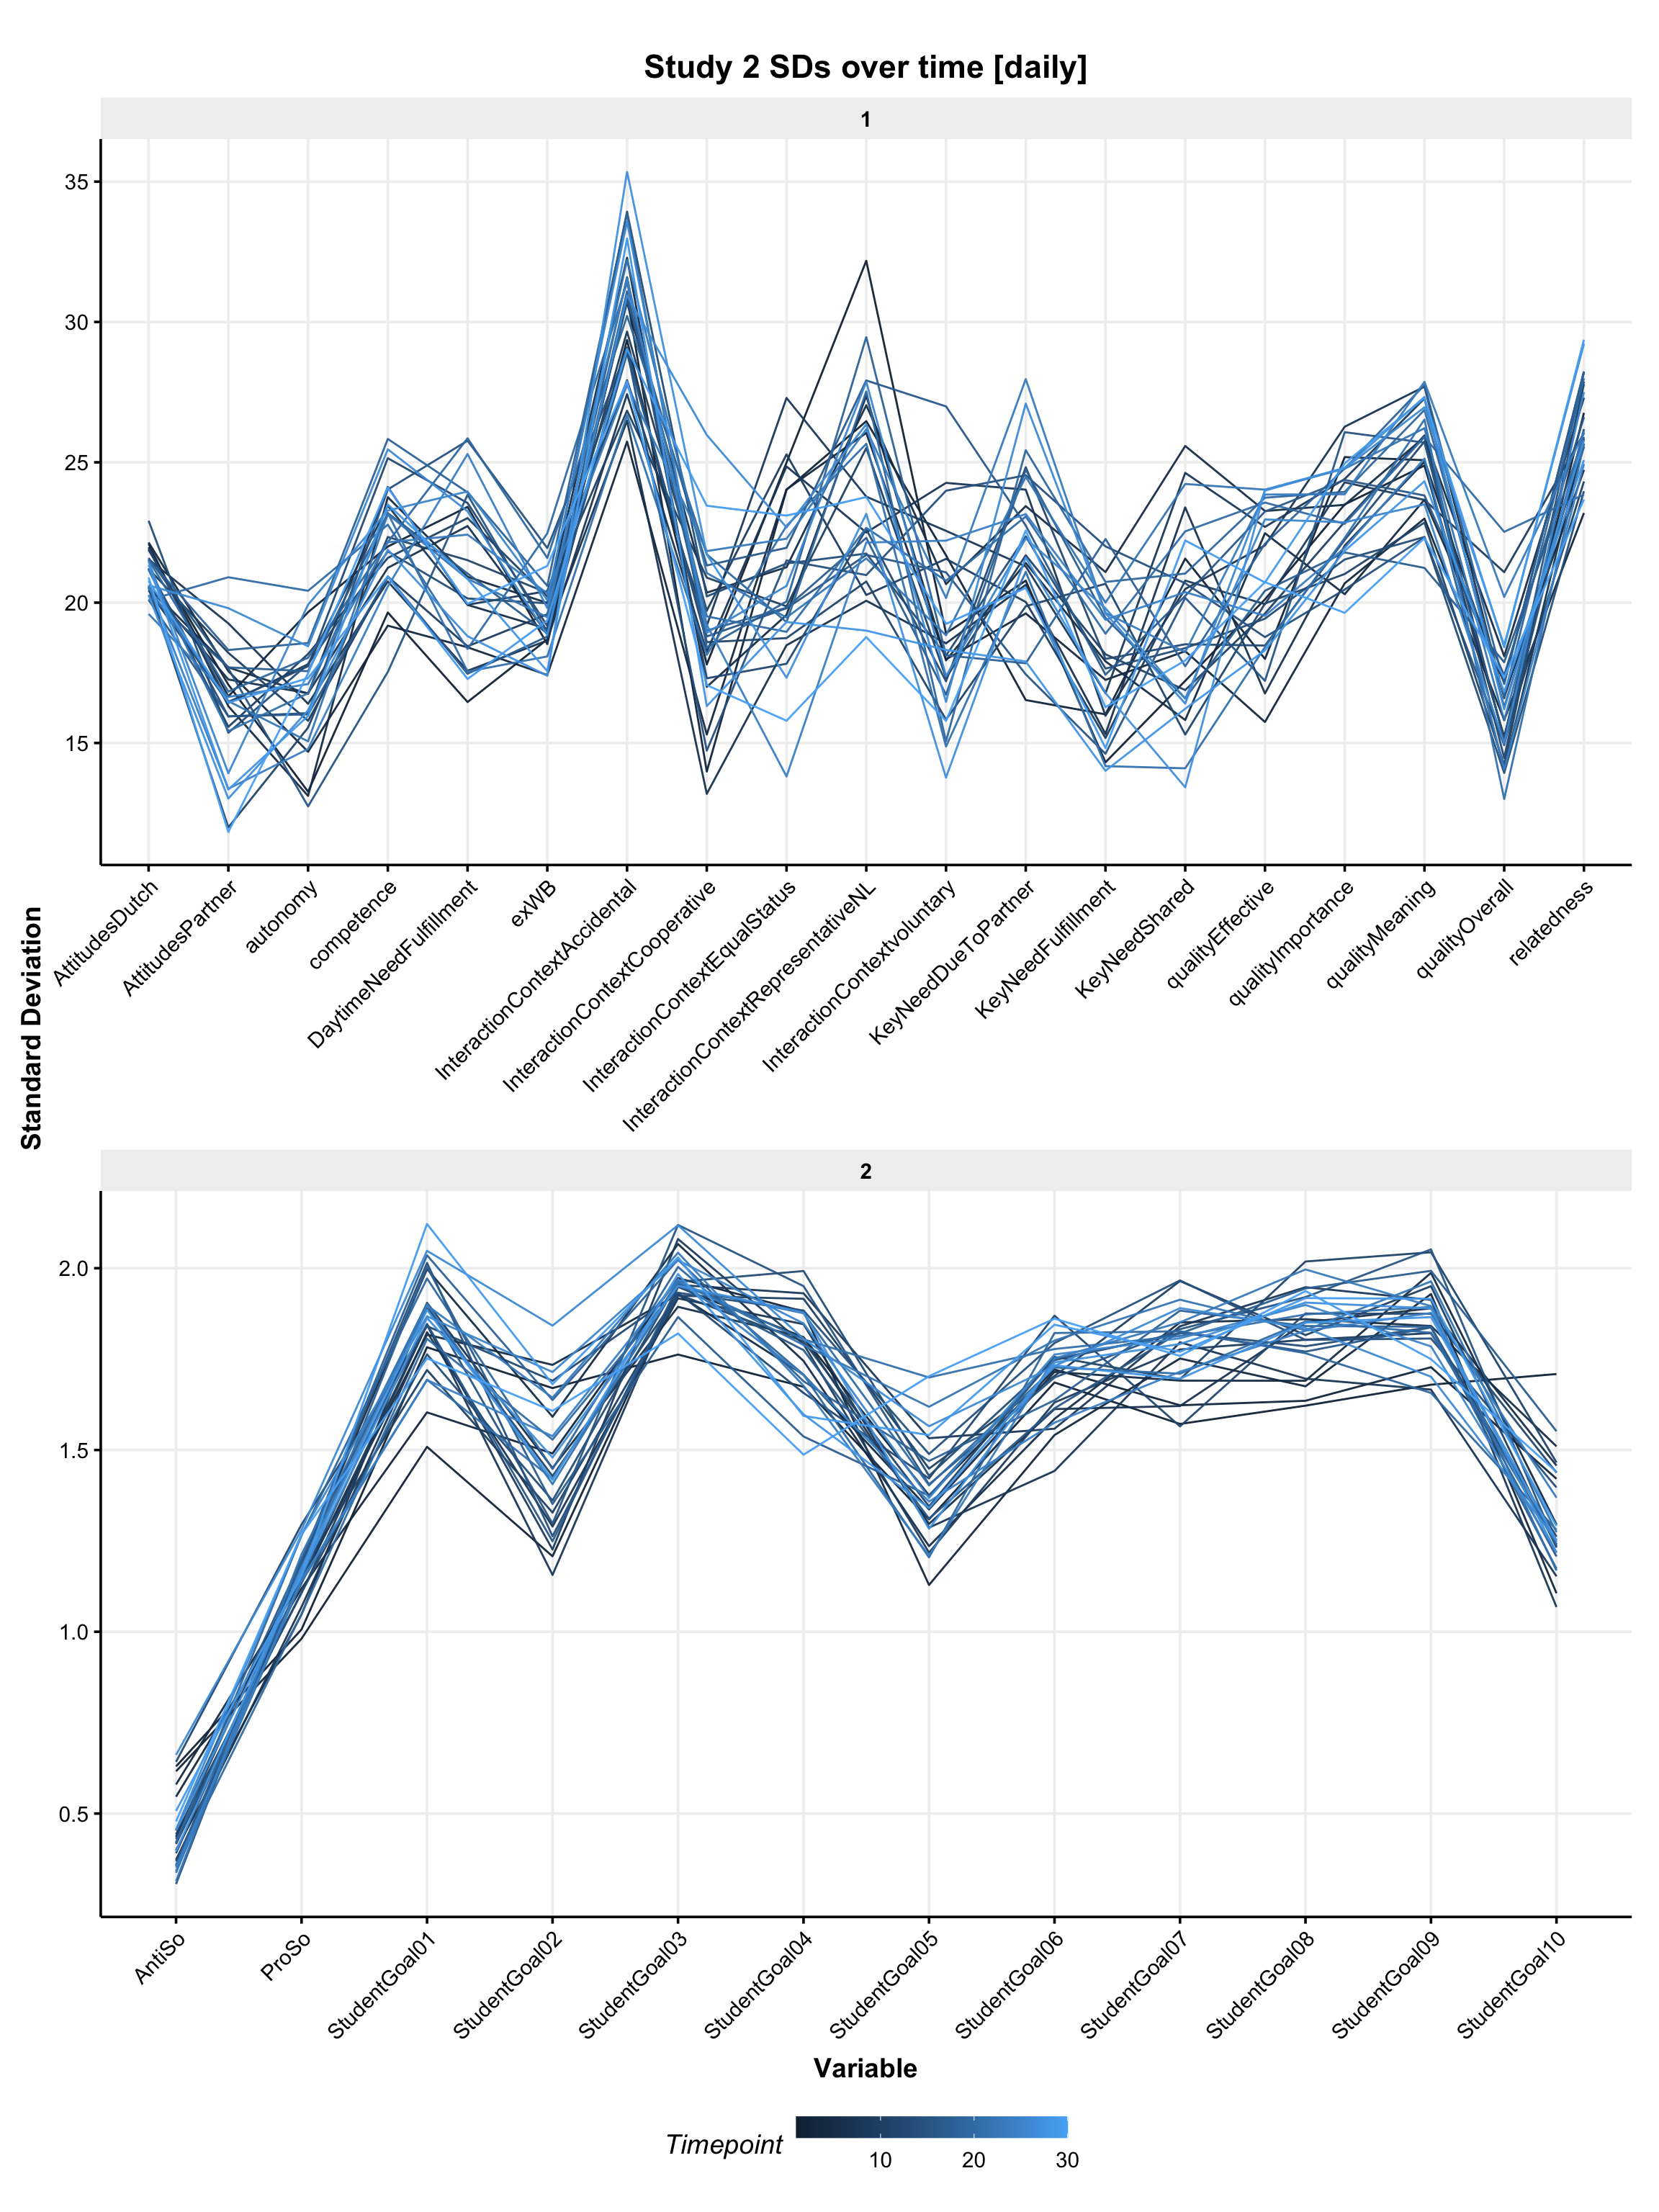 Study 2 SDs over time [daily]
1
35
30
25
20
15
AttitudesDutch
AttitudesPartner
autonomy
competence
DaytimeNeedFulfillment
exWB
InteractionContextAccidental
InteractionContextCooperative
InteractionContextEqualStatus
InteractionContextRepresentativeNL
InteractionContextvoluntary
KeyNeedDueToPartner
KeyNeedFulfillment
KeyNeedShared
qualityEffective
qualityImportance
qualityMeaning
qualityOverall
relatedness
Standard Deviation
2
2.0
1.5
1.0
0.5
AntiSo
ProSo
StudentGoal01
StudentGoal02
StudentGoal03
StudentGoal04
StudentGoal05
StudentGoal06
StudentGoal07
StudentGoal08
StudentGoal09
StudentGoal10
Variable
Timepoint
10
20
30